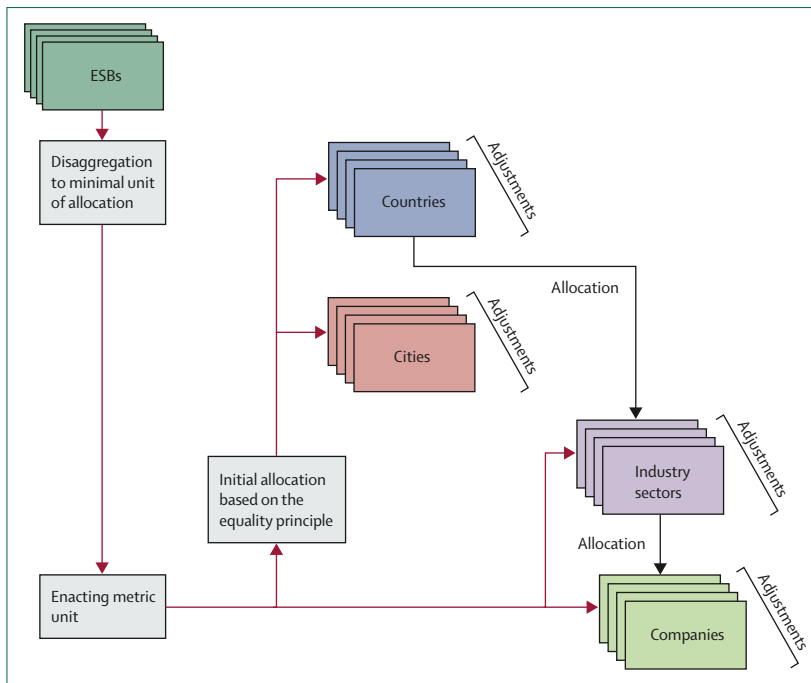 ESBs
Disaggregation
to minimal unit
of allocation
Adjustments
Countries
Allocation
Adjustments
Cities
Adjustments
Initial allocation
based on the
equality principle
Industry
sectors
Allocation
Adjustments
Enacting metric
unit
Companies